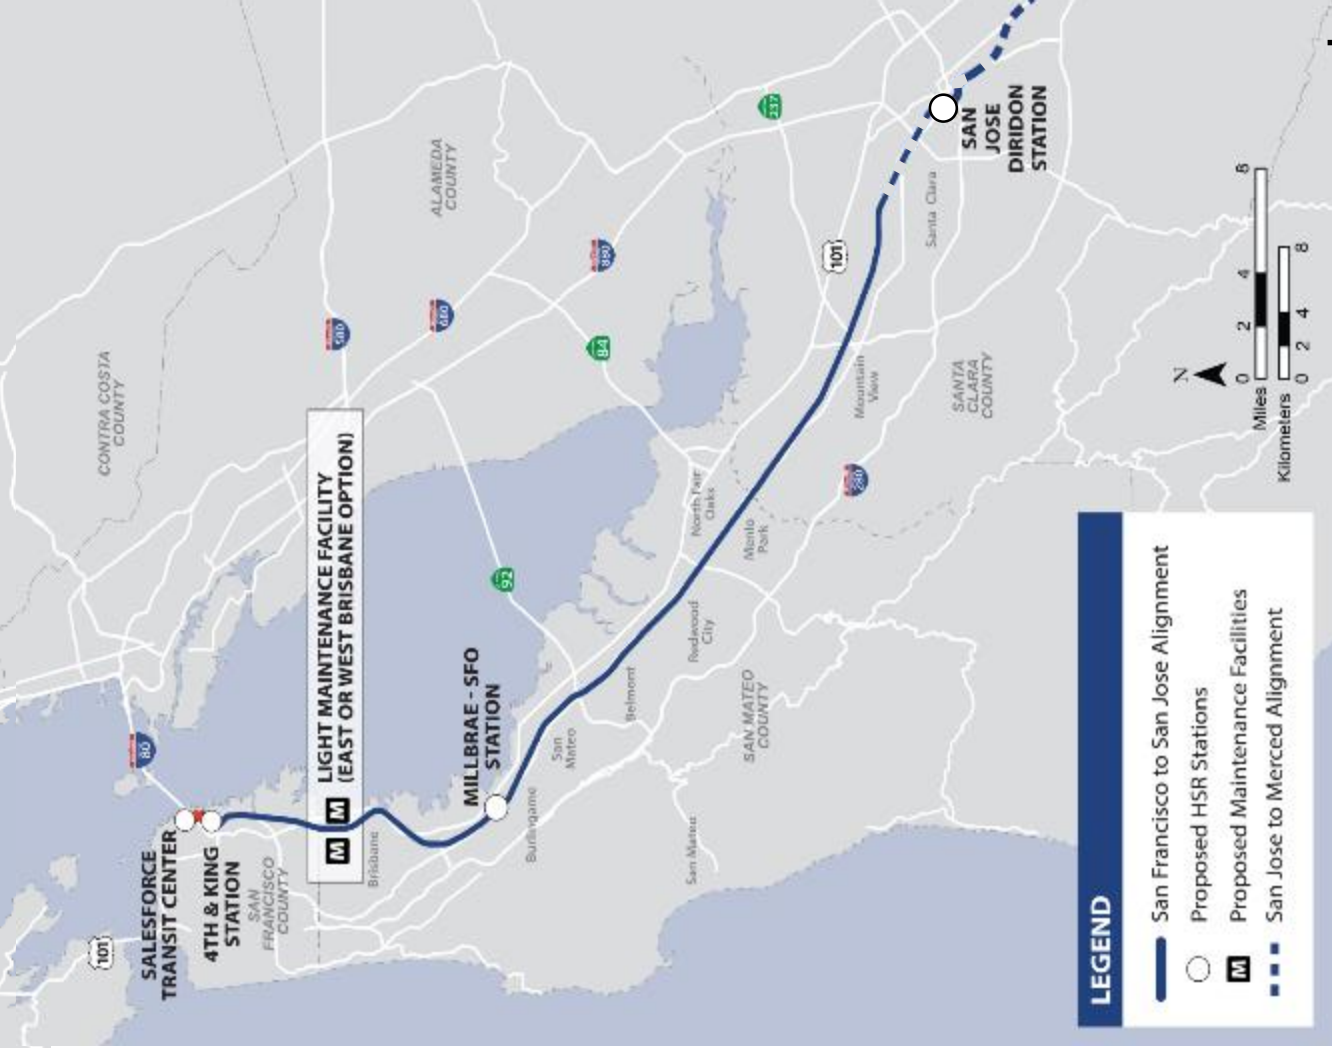 CONTRA COSTA
COUNTY
ALAMEDA
COUNTY
580
680
880
237
84
92
80
101
101
280
SALESFORCE
TRANSIT CENTER
4TH & KING
STATION
SAN
FRANCISCO
COUNTY
LIGHT MAINTENANCE FACILITY
(EAST OR WEST BRISBANE OPTION)
M M
Brisbane
MILLBRAE - SFO
STATION
Burlingame
San
Mateo
Belmont
San Mateo
SAN MATEO
COUNTY
Redwood
City
North Fair
Oaks
Menlo
Park
Mountain
View
SANTA
CLARA
COUNTY
Santa Clara
SAN
JOSE
DIRIDON
STATION
N
0 2 4 8
Miles
0 2 4 8
Kilometers
LEGEND
San Francisco to San Jose Alignment
Proposed HSR Stations
M Proposed Maintenance Facilities
San Jose to Merced Alignment